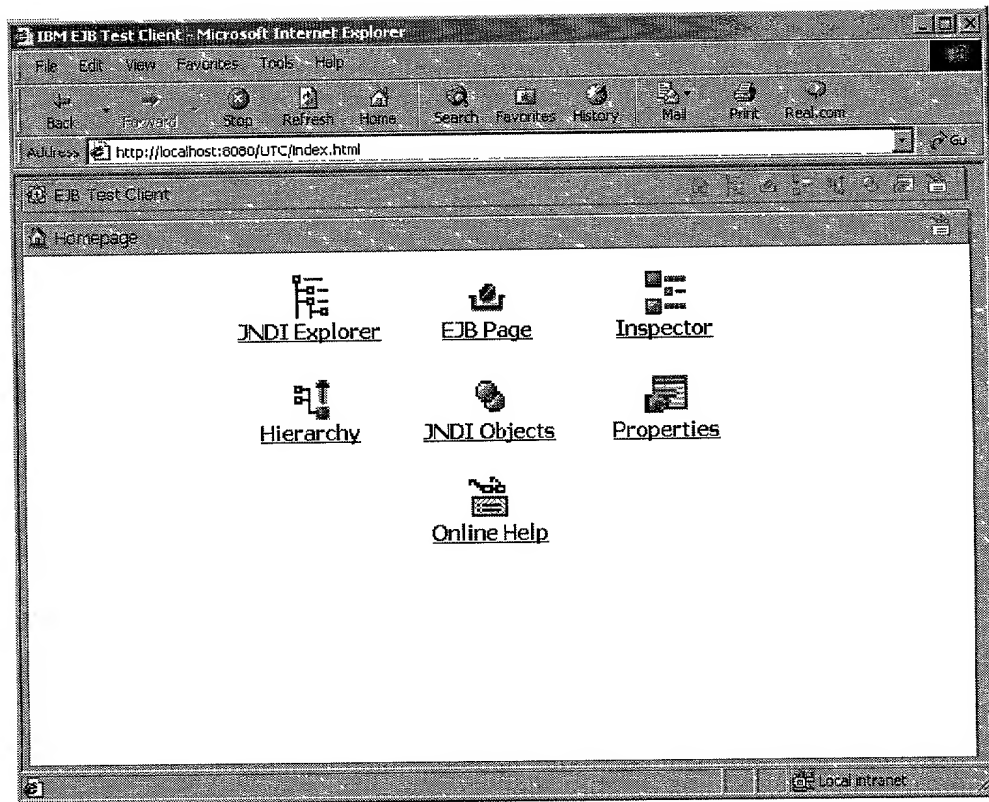 IBM EJB Test Client - Microsoft Internet Explorer
File Edit View Favorites Tools Help
Back Forward Stop Refresh Home Search Favorites History Mail Print Real.com
Address http://localhost:8080/UTC/index.html Go
EJB Test Client
Homepage
JNDI Explorer EJB Page Inspector
Hierarchy JNDI Objects Properties
Online Help
Local intranet